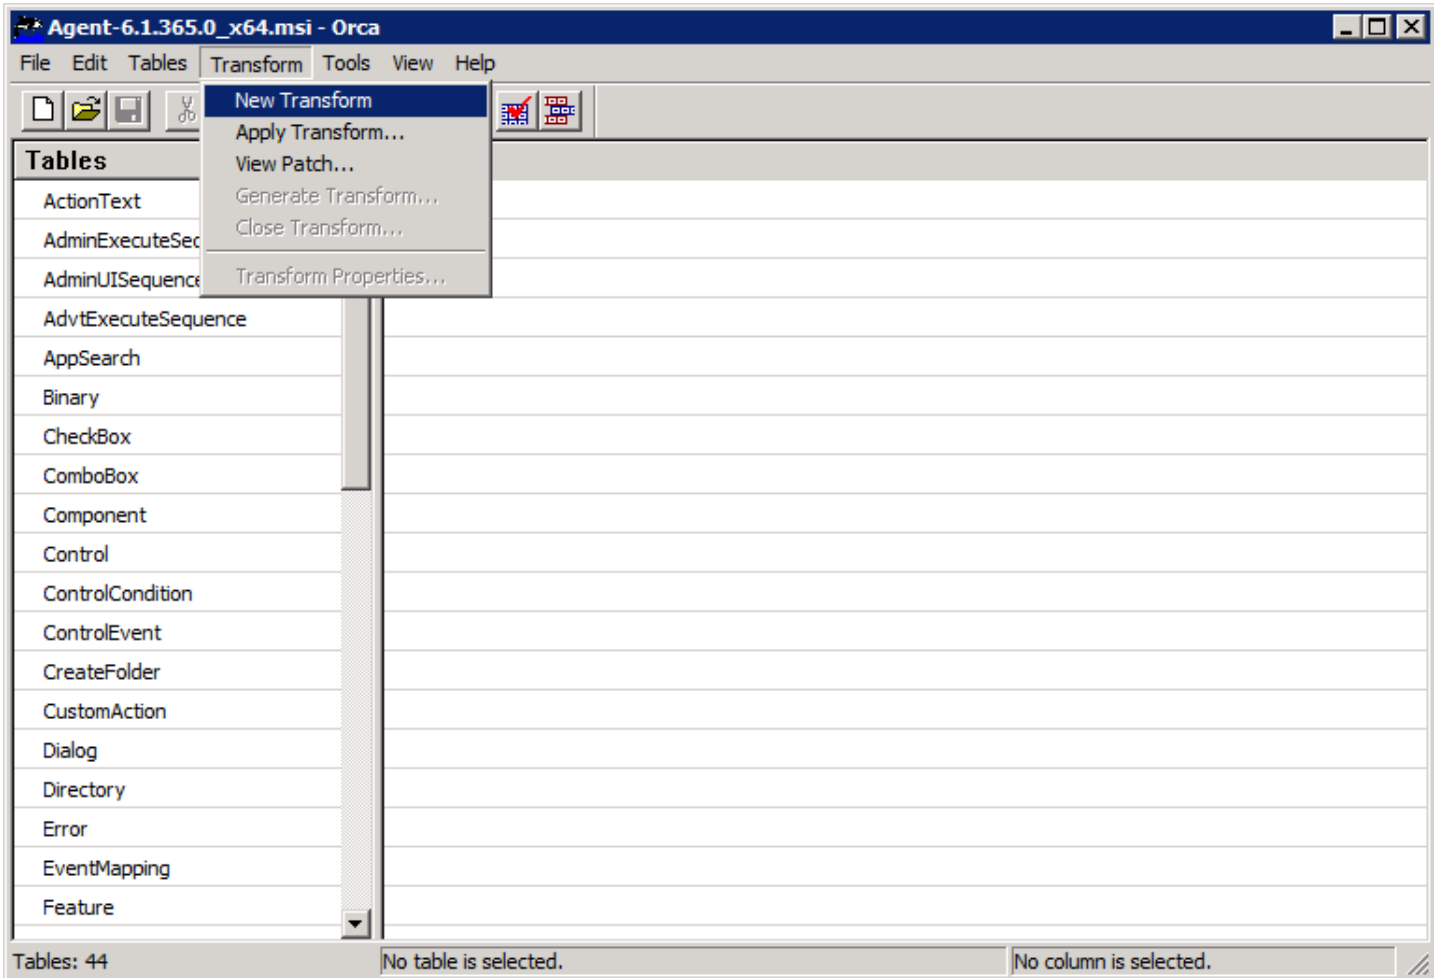 Agent-6.1.365.0_x64.msi - Orca
File Edit Tables Transform Tools View Help
New Transform
Apply Transform...
View Patch...
Generate Transform...
Close Transform...
Transform Properties...
Tables
ActionText
AdminExecuteSec
AdminUISequence
AdvtExecuteSequence
AppSearch
Binary
CheckBox
ComboBox
Component
Control
ControlCondition
ControlEvent
CreateFolder
CustomAction
Dialog
Directory
Error
EventMapping
Feature
Tables: 44 No table is selected. No column is selected.